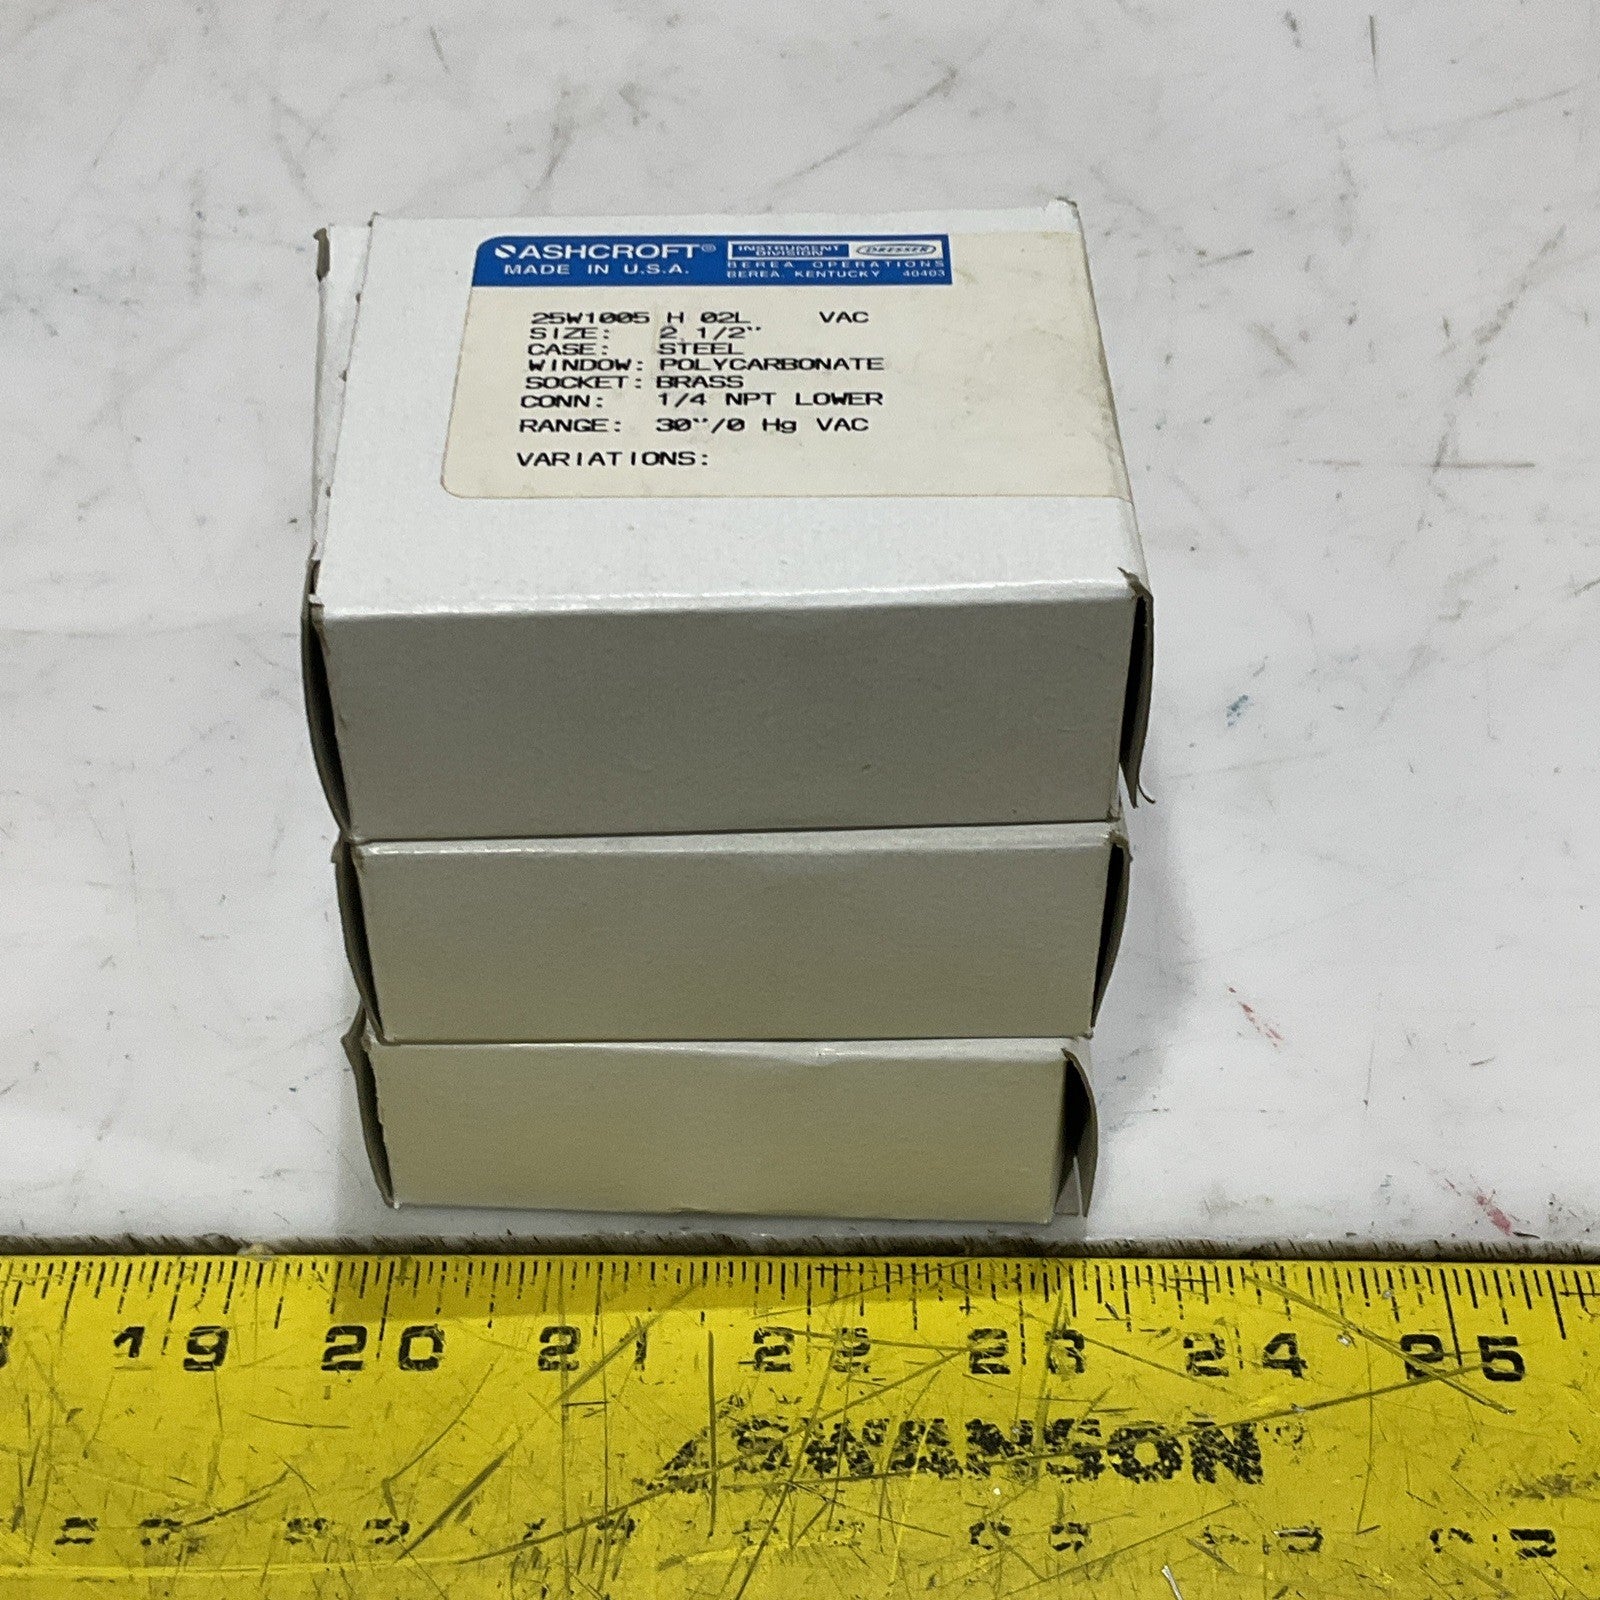 ASHCROFT®
MADE IN U.S.A.
INSTRUMENT
DIVISION
DRESSER
BEREA OPERATIONS
BEREA, KENTUCKY 40403
25W1005 H 02L VAC
SIZE: 2 1/2"
CASE: STEEL
WINDOW: POLYCARBONATE
SOCKET: BRASS
CONN: 1/4 NPT LOWER
RANGE: 30"/0 Hg VAC
VARIATIONS:
19 20 21 22 23 24 25
SWANSON